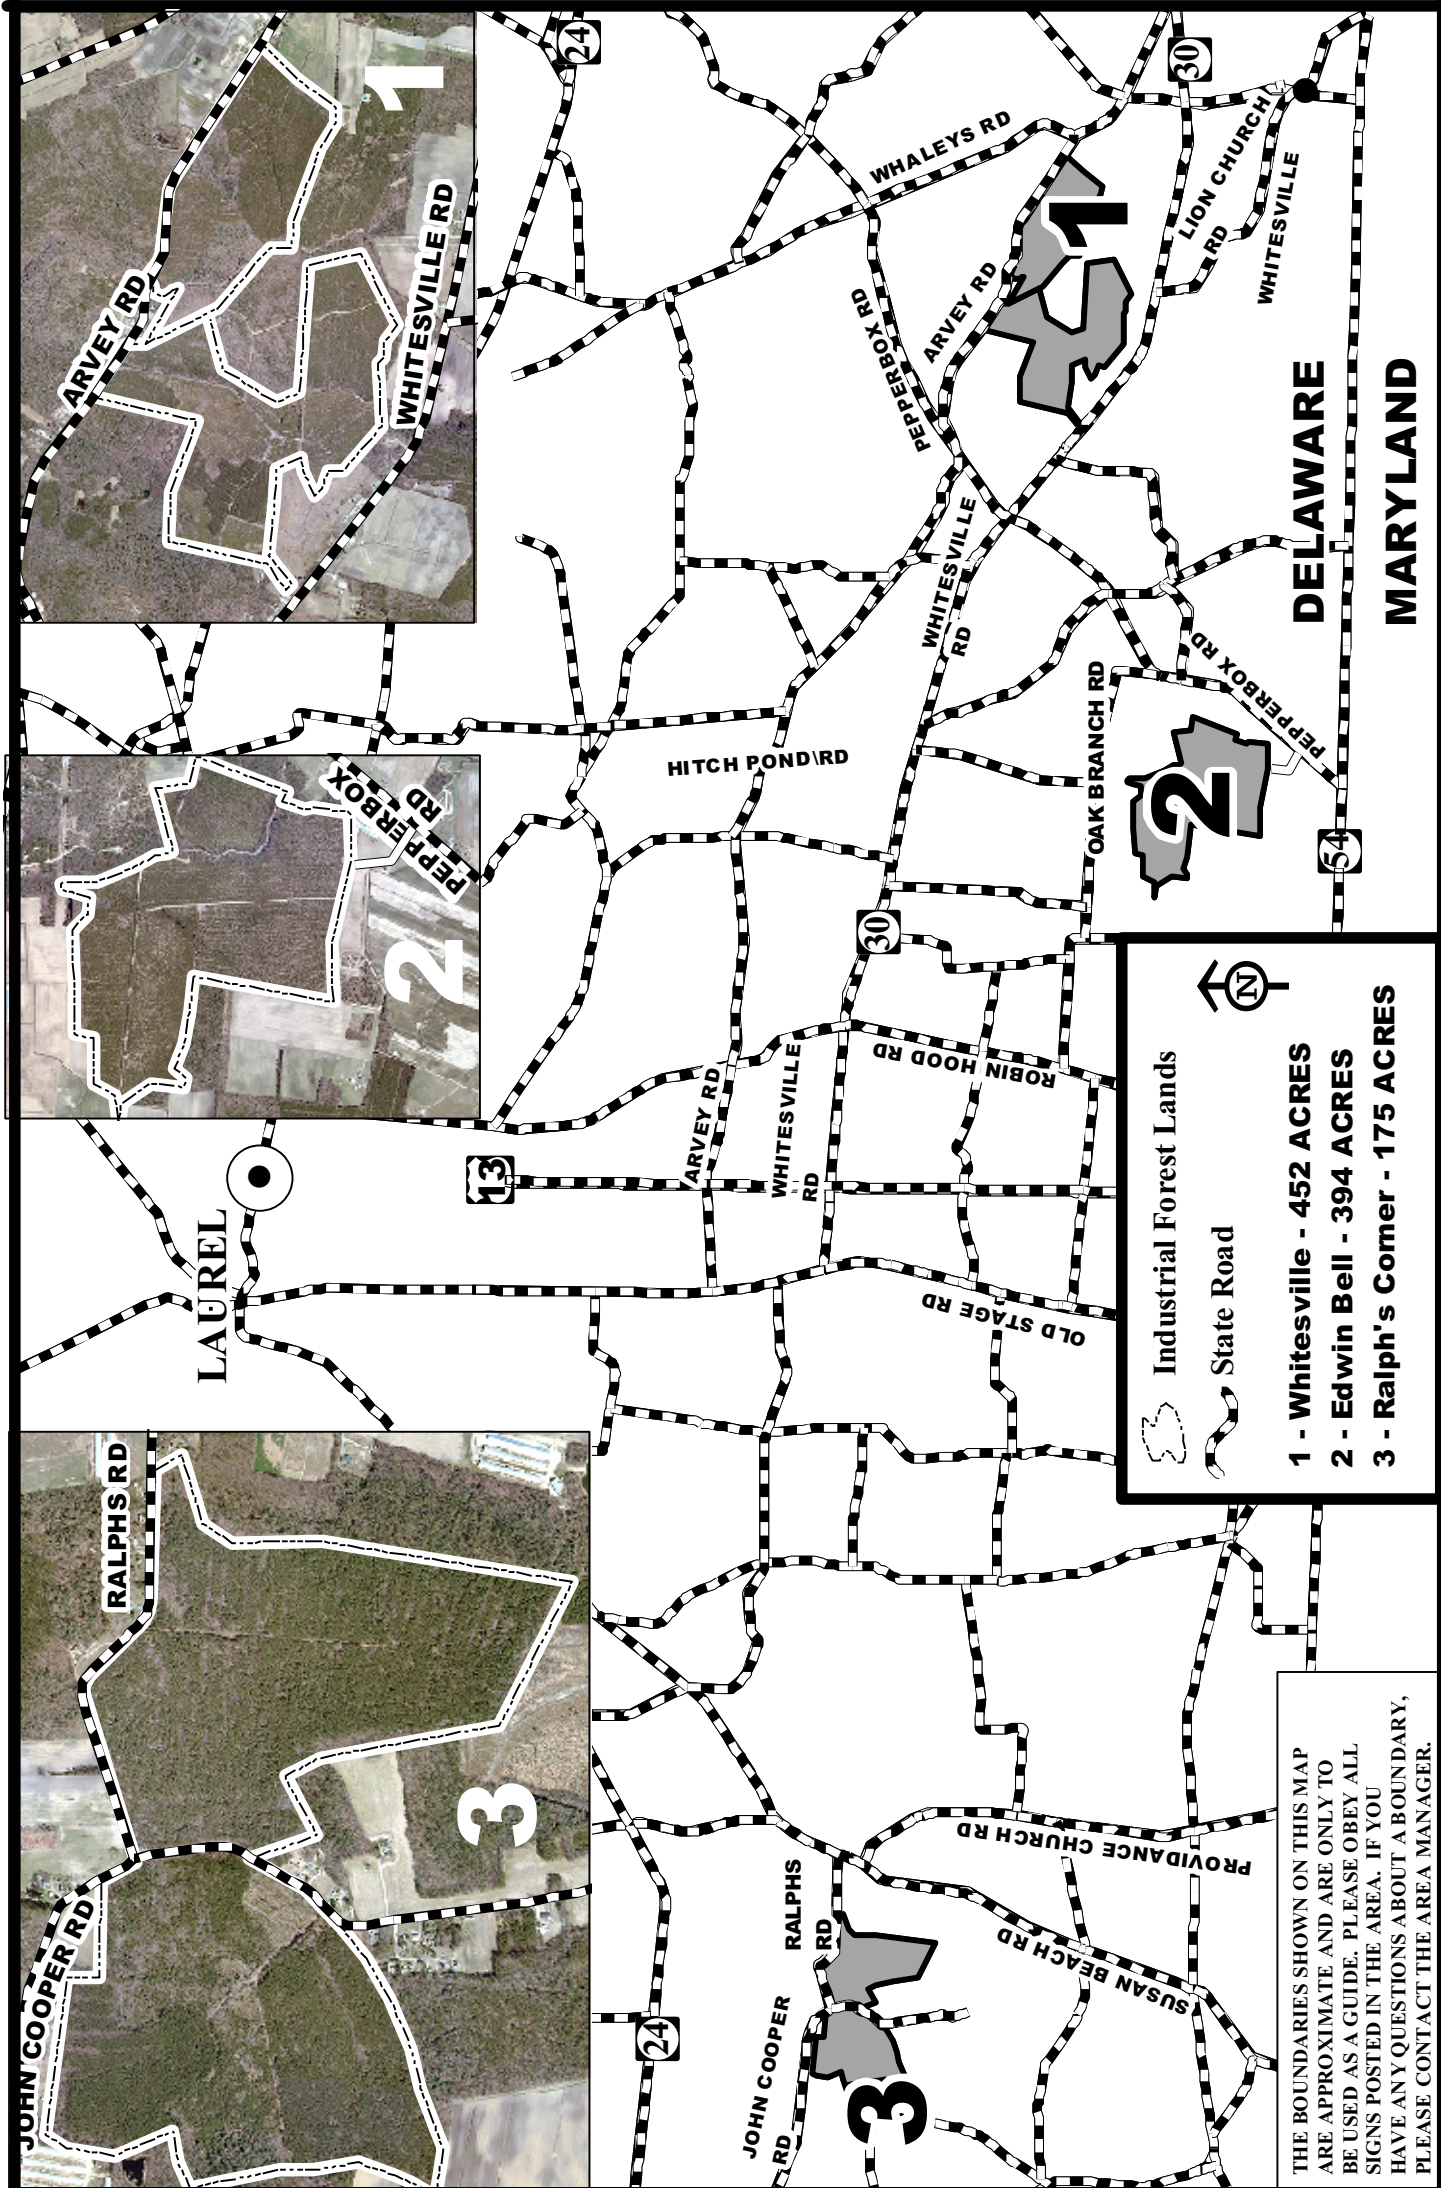 JOHN COOPER RD
RALPHS RD
3
LAUREL
2
PEPPERBOX
RD
PEPPERBOX
RD
ARVEY RD
WHITESVILLE RD
1
24
13
24
HITCH POND RD
ARVEY RD
WHITESVILLE
RD
30
ROBIN HOOD RD
OLD STAGE RD
WHITESVILLE
RD
OAK BRANCH RD
PEPPERBOX RD
ARVEY RD
WHALEYS RD
1
30
LION CHURCH
RD
WHITESVILLE
PEPPERBOX RD
PEPPERBOX RD
2
54
DELAWARE
MARYLAND
JOHN COOPER
RD
RALPHS
RD
3
SUSAN BEACH RD
PROVIDANCE CHURCH RD
Industrial Forest Lands
State Road
N
1 - Whitesville - 452 ACRES
2 - Edwin Bell - 394 ACRES
3 - Ralph's Corner - 175 ACRES
THE BOUNDARIES SHOWN ON THIS MAP
ARE APPROXIMATE AND ARE ONLY TO
BE USED AS A GUIDE. PLEASE OBEY ALL
SIGNS POSTED IN THE AREA. IF YOU
HAVE ANY QUESTIONS ABOUT A BOUNDARY,
PLEASE CONTACT THE AREA MANAGER.